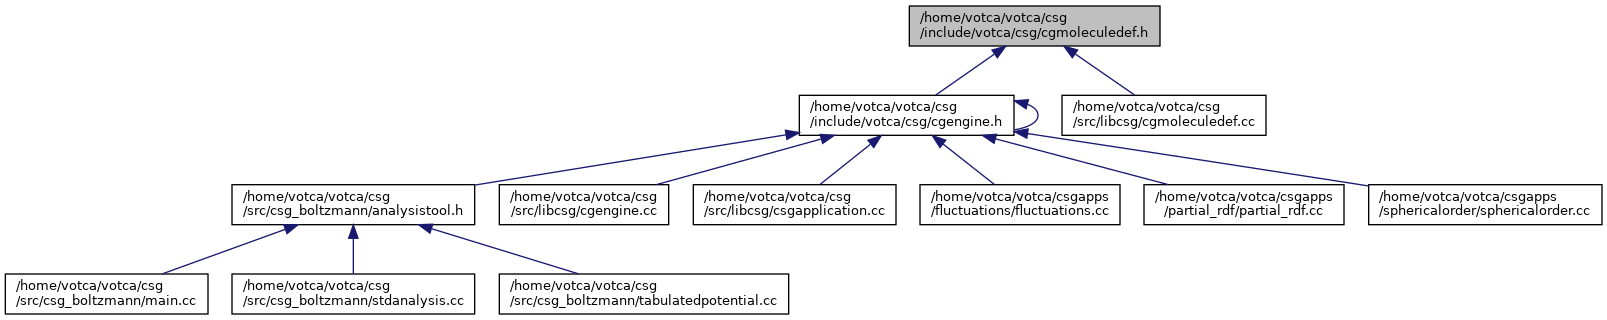 /home/votca/votca/csg
/include/votca/csg/cgmoleculedef.h
/home/votca/votca/csg
/include/votca/csg/cgengine.h
/home/votca/votca/csg
/src/libcsg/cgmoleculedef.cc
/home/votca/votca/csg
/src/csg_boltzmann/analysistool.h
/home/votca/votca/csg
/src/libcsg/cgengine.cc
/home/votca/votca/csg
/src/libcsg/csgapplication.cc
/home/votca/votca/csgapps
/fluctuations/fluctuations.cc
/home/votca/votca/csgapps
/partial_rdf/partial_rdf.cc
/home/votca/votca/csgapps
/sphericalorder/sphericalorder.cc
/home/votca/votca/csg
/src/csg_boltzmann/main.cc
/home/votca/votca/csg
/src/csg_boltzmann/stdanalysis.cc
/home/votca/votca/csg
/src/csg_boltzmann/tabulatedpotential.cc